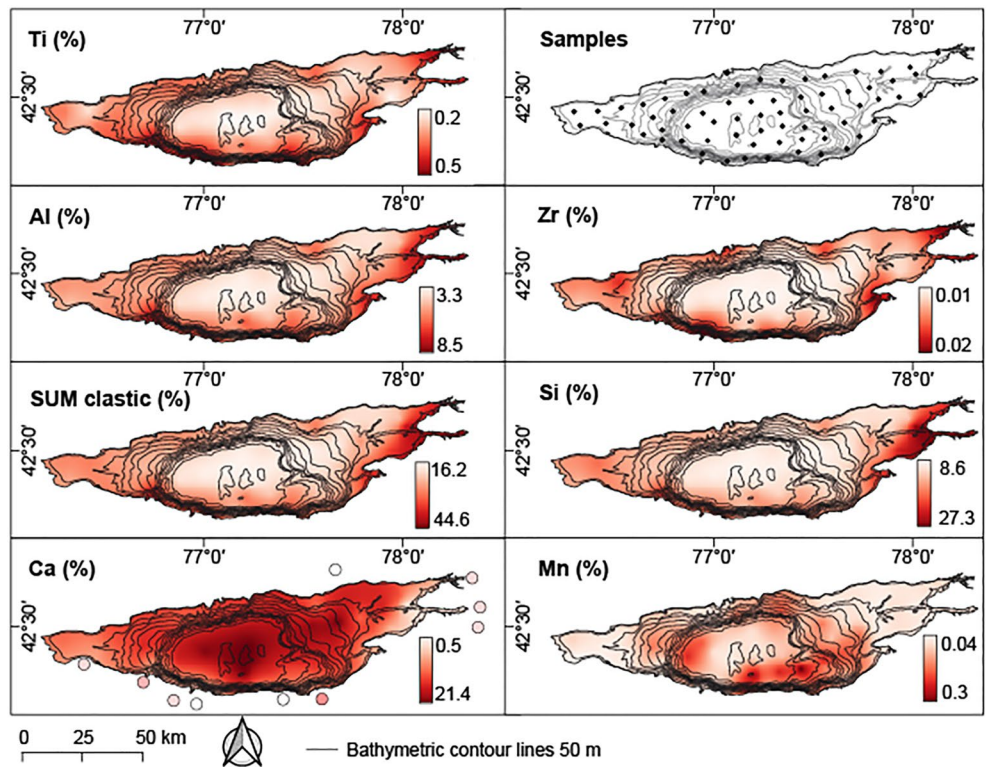 77°0' 78°0' 77°0' 78°0'
Ti (%) Samples
42°30' 42°30'
0.2
0.5
77°0' 78°0' 77°0' 78°0'
Al (%) Zr (%)
42°30' 42°30'
3.3 0.01
8.5 0.02
77°0' 78°0' 77°0' 78°0'
SUM clastic (%) Si (%)
42°30' 42°30'
16.2 8.6
44.6 27.3
77°0' 78°0' 77°0' 78°0'
Ca (%) Mn (%)
42°30' 42°30'
0.5 0.04
21.4 0.3
0 25 50 km
Bathymetric contour lines 50 m